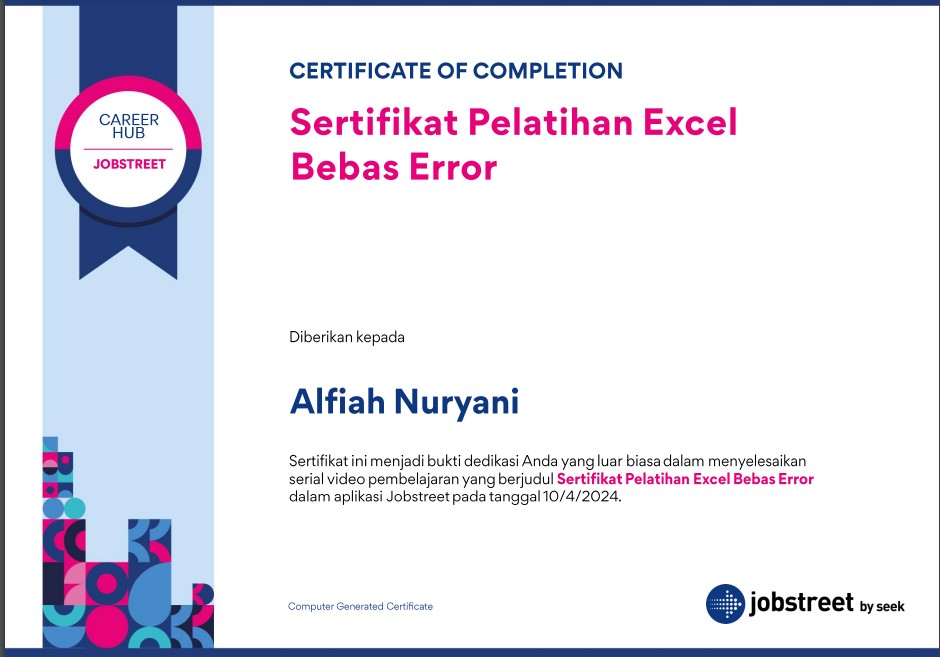 CAREER
HUB
JOBSTREET
CERTIFICATE OF COMPLETION
Sertifikat Pelatihan Excel
Bebas Error
Diberikan kepada
Alfiah Nuryani
Sertifikat ini menjadi bukti dedikasi Anda yang luar biasa dalam menyelesaikan
serial video pembelajaran yang berjudul Sertifikat Pelatihan Excel Bebas Error
dalam aplikasi Jobstreet pada tanggal 10/4/2024.
Computer Generated Certificate
jobstreet by seek